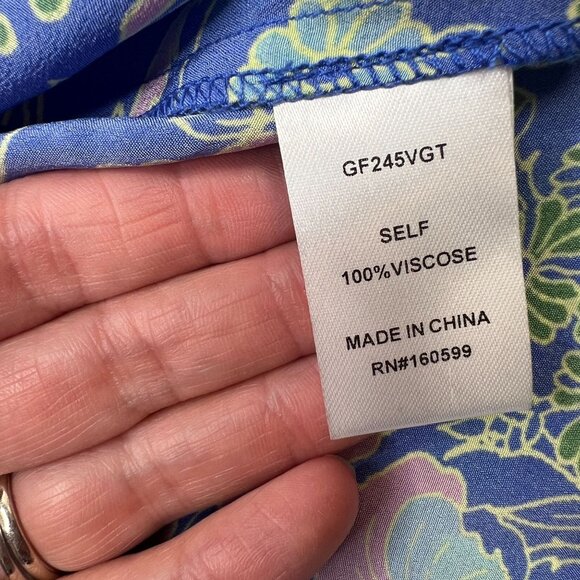 GF245VGT
SELF
100%VISCOSE
MADE IN CHINA
RN#160599